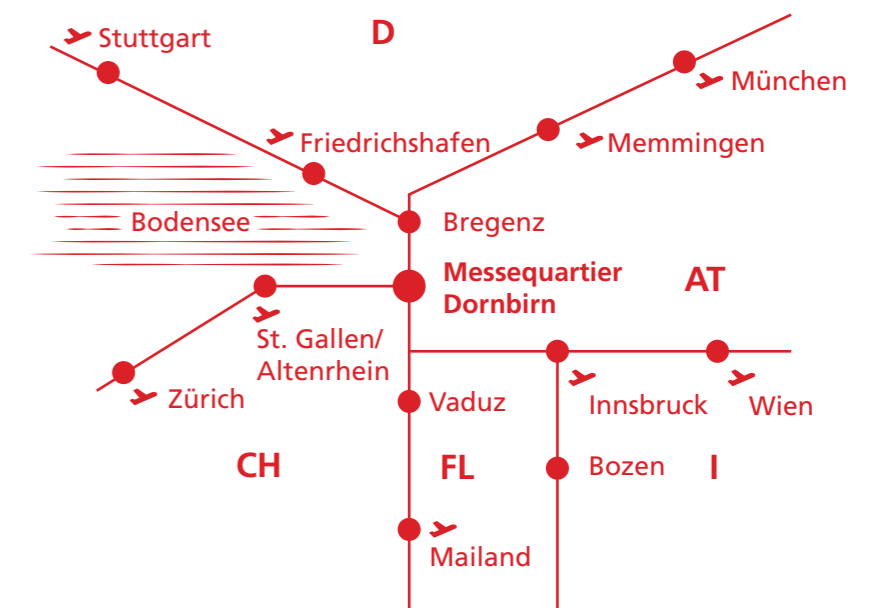 D
Stuttgart
München
Friedrichshafen
Memmingen
Bodensee
Bregenz
Messequartier
Dornbirn
AT
St. Gallen/
Altenrhein
Zürich
Vaduz
Innsbruck
Wien
CH
FL
Bozen
I
Mailand